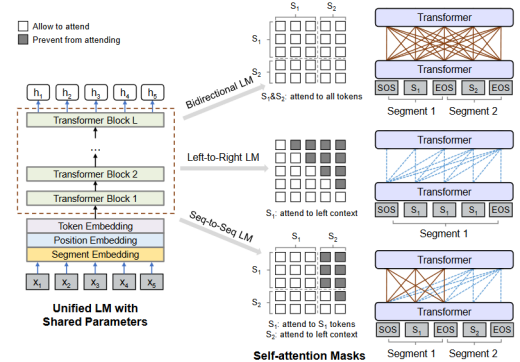 Allow to attend
Prevent from attending
h1 h2 h3 h4 h5
Transformer Block L
...
Transformer Block 2
Transformer Block 1
Token Embedding
Position Embedding
Segment Embedding
x1 x2 x3 x4 x5
Unified LM with
Shared Parameters
Bidirectional LM
Left-to-Right LM
Seq-to-Seq LM
S1 S2
S1
S2
S1&S2: attend to all tokens
S1: attend to left context
S1 S2
S1
S2
S1: attend to S1 tokens
S2: attend to left context
Self-attention Masks
Transformer
Transformer
SOS S1 EOS S2 EOS
Segment 1 Segment 2
Transformer
Transformer
SOS S1 S1 S1 EOS
Segment 1
Transformer
Transformer
SOS S1 EOS S2 EOS
Segment 1 Segment 2